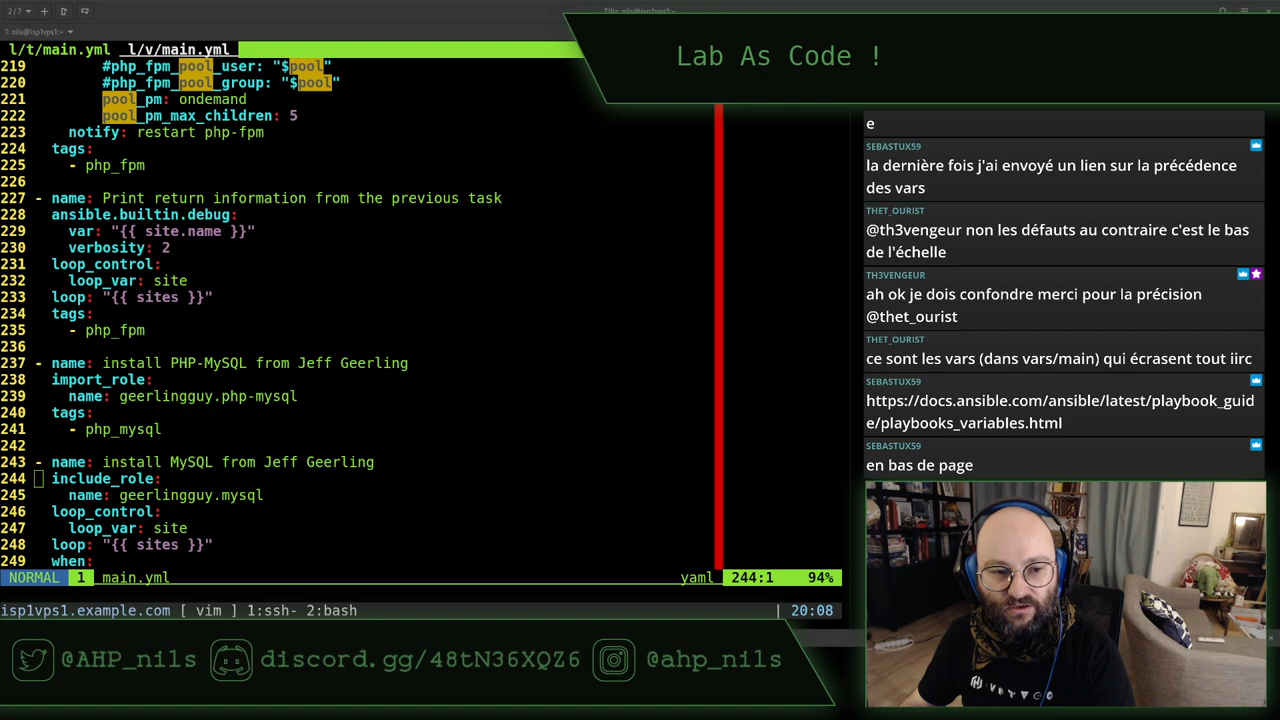 2/7
Tilix: nils@isp1vps1:~
1: nils@isp1vps1:~
l/t/main.yml  l/v/main.yml
Lab As Code !
219         #php_fpm_pool_user: "$pool"
220         #php_fpm_pool_group: "$pool"
221         pool_pm: ondemand
222         pool_pm_max_children: 5
223     notify: restart php-fpm
224   tags:
225     - php_fpm
226
227 - name: Print return information from the previous task
228   ansible.builtin.debug:
229     var: "{{ site.name }}"
230     verbosity: 2
231   loop_control:
232     loop_var: site
233   loop: "{{ sites }}"
234   tags:
235     - php_fpm
236
237 - name: install PHP-MySQL from Jeff Geerling
238   import_role:
239     name: geerlingguy.php-mysql
240   tags:
241     - php_mysql
242
243 - name: install MySQL from Jeff Geerling
244   include_role:
245     name: geerlingguy.mysql
246   loop_control:
247     loop_var: site
248   loop: "{{ sites }}"
249   when:
NORMAL 1 main.yml yaml 244:1 94%
isp1vps1.example.com [ vim ] 1:ssh- 2:bash | 20:08
e
SEBASTUX59
la dernière fois j'ai envoyé un lien sur la précédence
des vars
THET_OURIST
@th3vengeur non les défauts au contraire c'est le bas
de l'échelle
TH3VENGEUR
ah ok je dois confondre merci pour la précision
@thet_ourist
THET_OURIST
ce sont les vars (dans vars/main) qui écrasent tout iirc
SEBASTUX59
https://docs.ansible.com/ansible/latest/playbook_guid
e/playbooks_variables.html
SEBASTUX59
en bas de page
@AHP_nils discord.gg/48tN36XQZ6 @ahp_nils